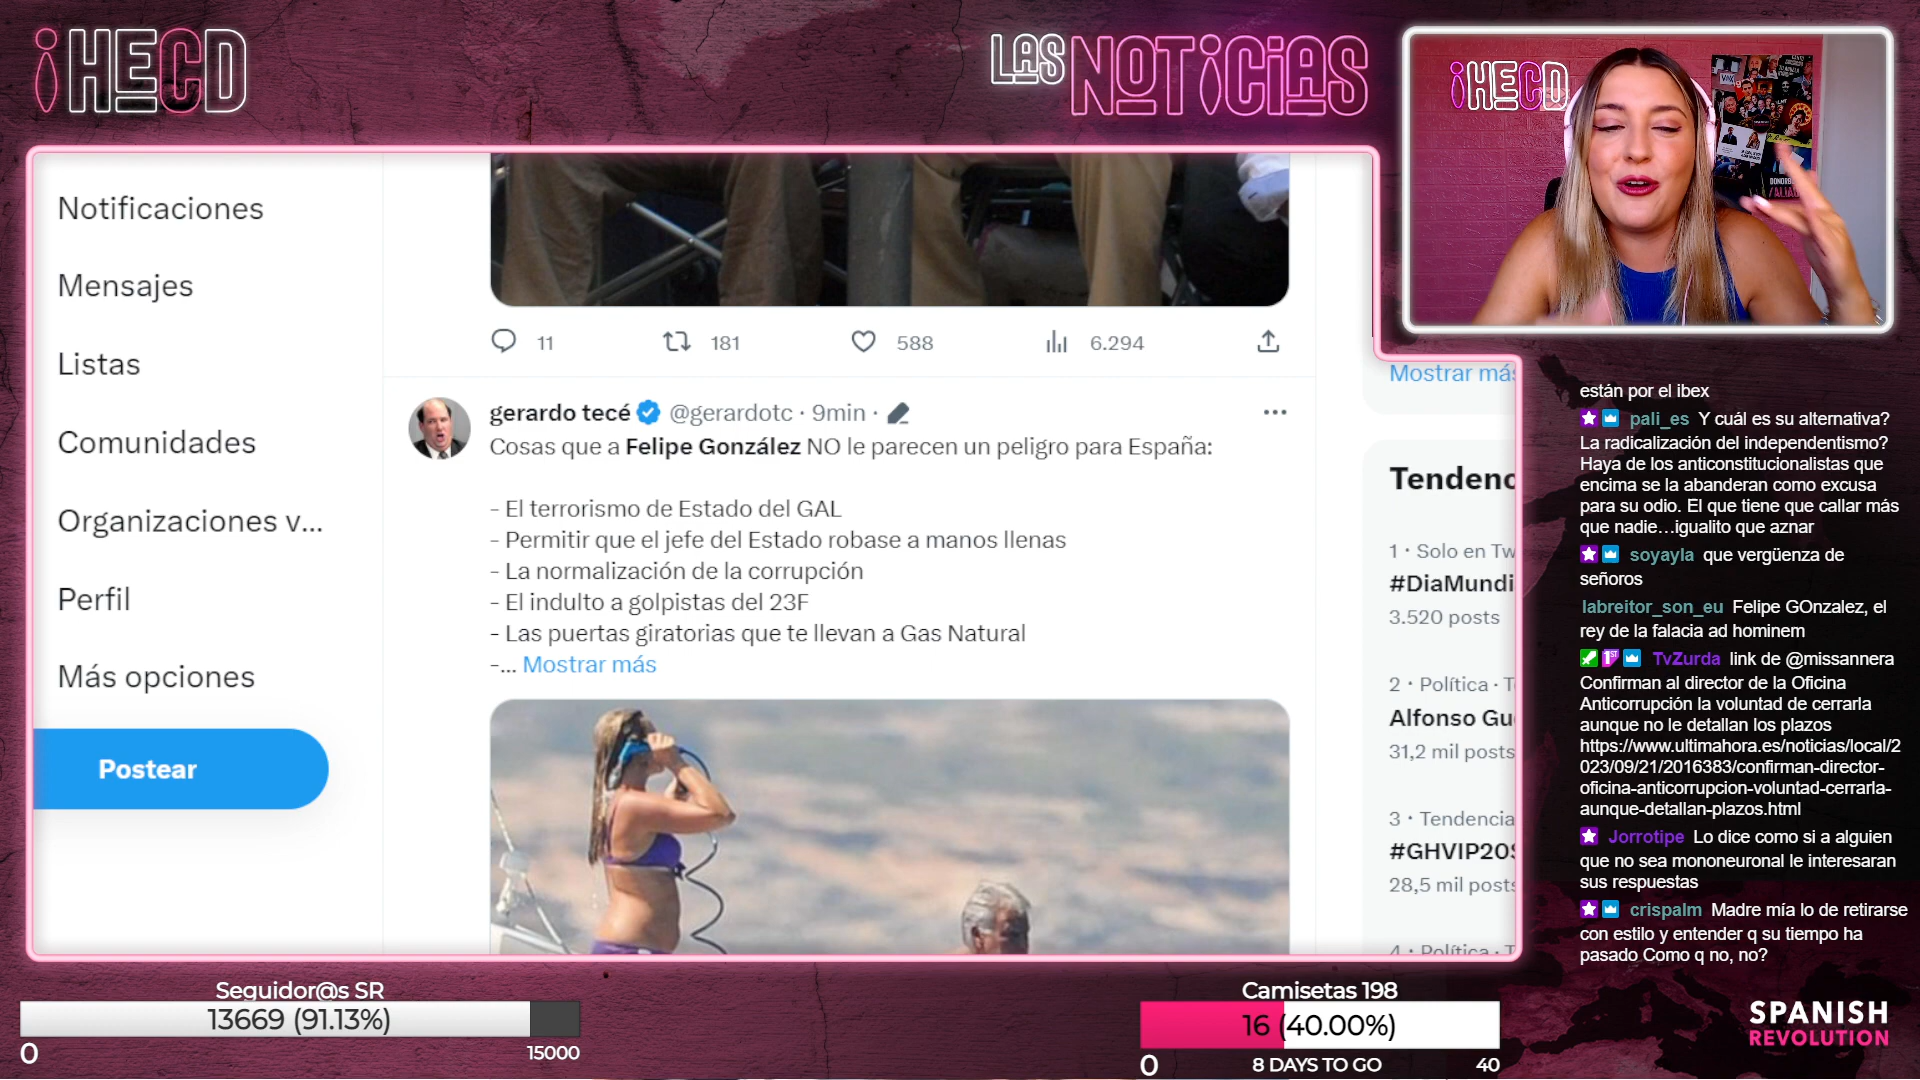 ¡HECD
LAS NOTiCiAS
¡HECD
Notificaciones
Mensajes
Listas
Comunidades
Organizaciones v...
Perfil
Más opciones
Postear
11
181
588
6.294
gerardo tecé @gerardotc · 9min ·
Cosas que a Felipe González NO le parecen un peligro para España:
- El terrorismo de Estado del GAL
- Permitir que el jefe del Estado robase a manos llenas
- La normalización de la corrupción
- El indulto a golpistas del 23F
- Las puertas giratorias que te llevan a Gas Natural
-... Mostrar más
Mostrar más
Tendenc
1 · Solo en Tw
#DiaMundi
3.520 posts
2 · Política · T
Alfonso Gu
31,2 mil posts
3 · Tendencia
#GHVIP20S
28,5 mil posts
4 · Política · T
están por el ibex
pali_es Y cuál es su alternativa?
La radicalización del independentismo?
Haya de los anticonstitucionalistas que
encima se la abanderan como excusa
para su odio. El que tiene que callar más
que nadie…igualito que aznar
soyayla que vergüenza de
señoros
labreitor_son_eu Felipe GOnzalez, el
rey de la falacia ad hominem
1ST TvZurda link de @missannera
Confirman al director de la Oficina
Anticorrupción la voluntad de cerrarla
aunque no le detallan los plazos
https://www.ultimahora.es/noticias/local/2
023/09/21/2016383/confirman-director-
oficina-anticorrupcion-voluntad-cerrarla-
aunque-detallan-plazos.html
Jorrotipe Lo dice como si a alguien
que no sea mononeuronal le interesaran
sus respuestas
crispalm Madre mía lo de retirarse
con estilo y entender q su tiempo ha
pasado Como q no, no?
Seguidor@s SR
13669 (91.13%)
0
15000
Camisetas 198
16 (40.00%)
0
8 DAYS TO GO
40
SPANISH
REVOLUTION